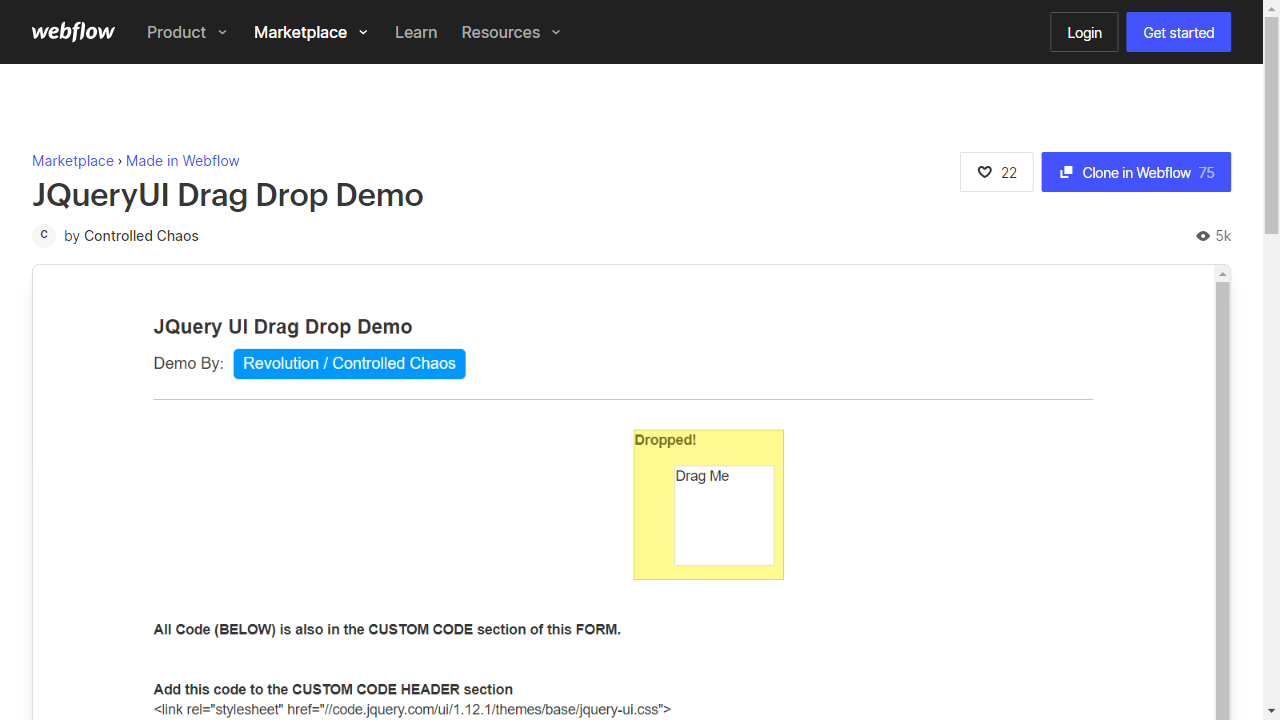 webflow Product Marketplace Learn Resources Login Get started
Marketplace › Made in Webflow
22 Clone in Webflow 75
JQueryUI Drag Drop Demo
C by Controlled Chaos 5k
JQuery UI Drag Drop Demo
Demo By: Revolution / Controlled Chaos
Dropped!
Drag Me
All Code (BELOW) is also in the CUSTOM CODE section of this FORM.
Add this code to the CUSTOM CODE HEADER section
<link rel="stylesheet" href="//code.jquery.com/ui/1.12.1/themes/base/jquery-ui.css">